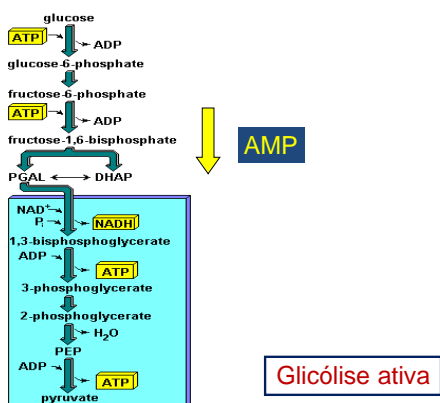 glucose
ATP
ADP
glucose-6-phosphate
fructose-6-phosphate
ATP
ADP
fructose-1,6-bisphosphate
AMP
PGAL DHAP
NAD+
Pi
NADH
1,3-bisphosphoglycerate
ADP
ATP
3-phosphoglycerate
2-phosphoglycerate
H2O
PEP
ADP
ATP
pyruvate
Glicólise ativa